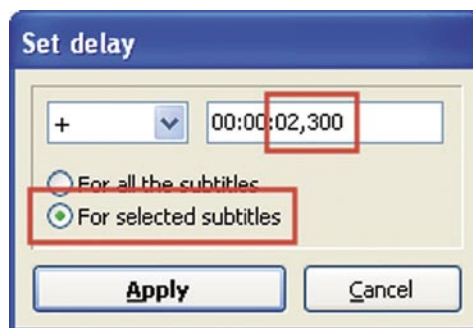 Set delay
+ 00:00:02,300
For all the subtitles
For selected subtitles
Apply Cancel